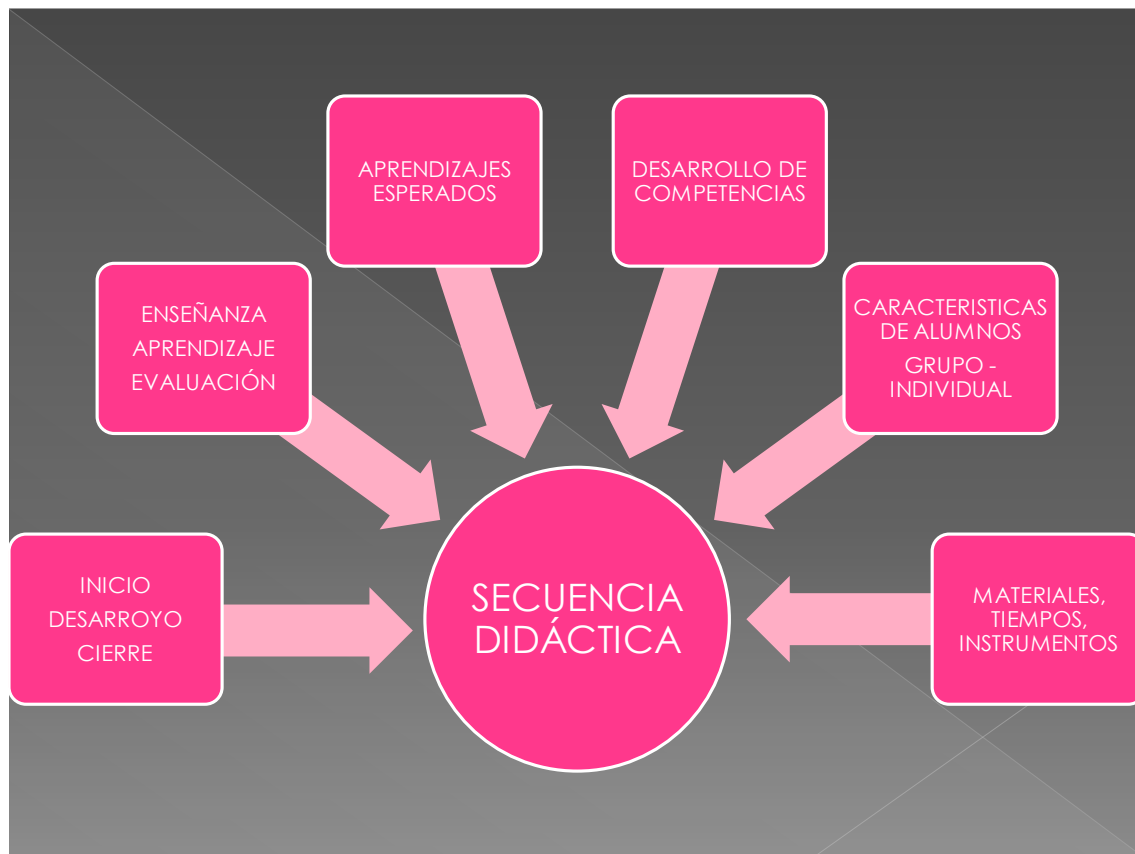 APRENDIZAJES
ESPERADOS
DESARROLLO DE
COMPETENCIAS
ENSEÑANZA
APRENDIZAJE
EVALUACIÓN
CARACTERISTICAS
DE ALUMNOS
GRUPO -
INDIVIDUAL
INICIO
DESARROYO
CIERRE
SECUENCIA
DIDÁCTICA
MATERIALES,
TIEMPOS,
INSTRUMENTOS